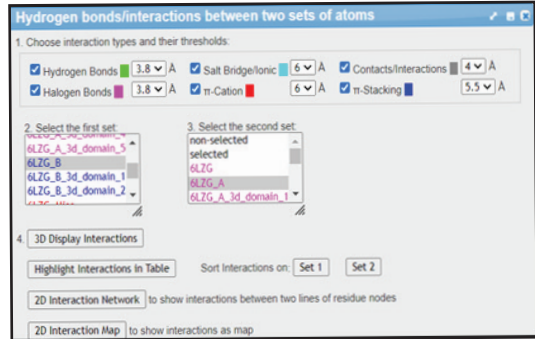 Hydrogen bonds/interactions between two sets of atoms
1. Choose interaction types and their thresholds:
Hydrogen Bonds 3.8 Å Salt Bridge/Ionic 6 Å Contacts/Interactions 4 Å
Halogen Bonds 3.8 Å π-Cation 6 Å π-Stacking 5.5 Å
2. Select the first set: 3. Select the second set:
6LZG_A_3d_domain_4 non-selected
6LZG_A_3d_domain_5 selected
6LZG_B 6LZG
6LZG_B_3d_domain_1 6LZG_A
6LZG_B_3d_domain_2 6LZG_A_3d_domain_1
4. 3D Display Interactions
Highlight Interactions in Table Sort Interactions on: Set 1 Set 2
2D Interaction Network to show interactions between two lines of residue nodes
2D Interaction Map to show interactions as map